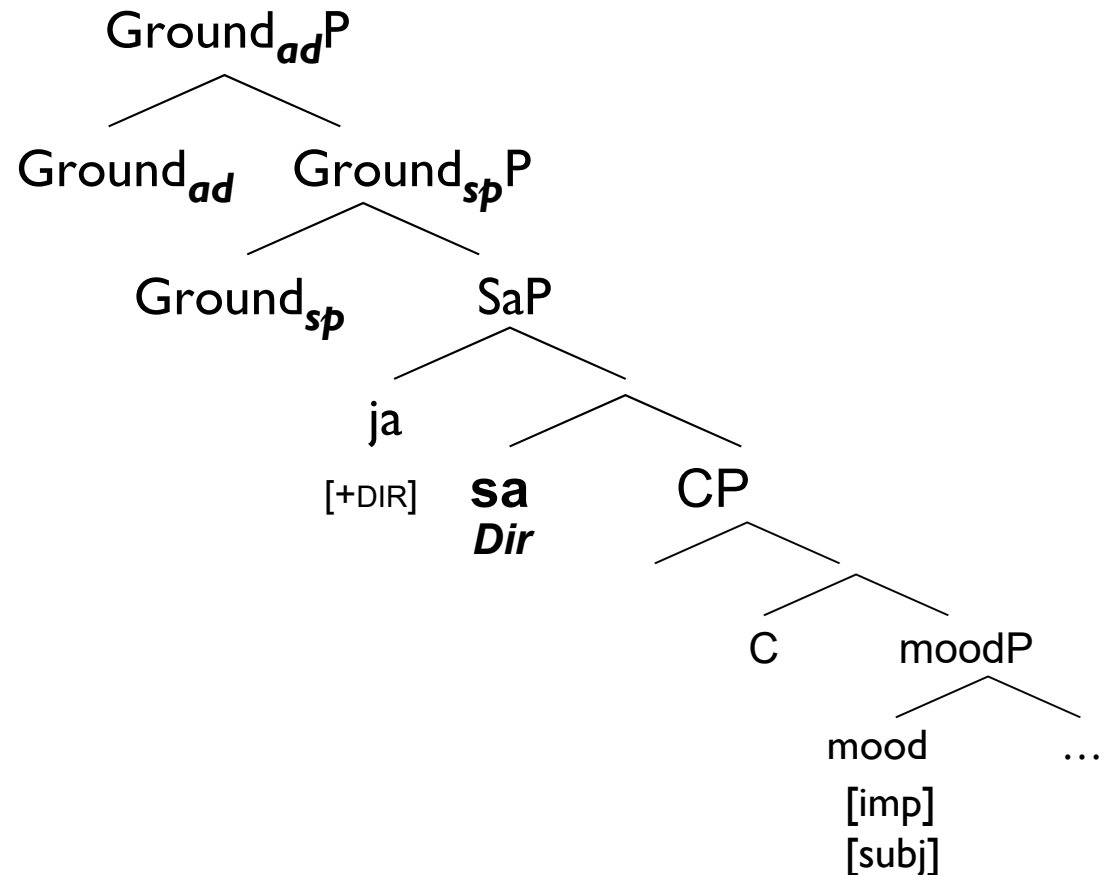 GroundadP
Groundad GroundspP
Groundsp SaP
ja
[+DIR] sa CP
Dir
C moodP
mood …
[imp]
[subj]